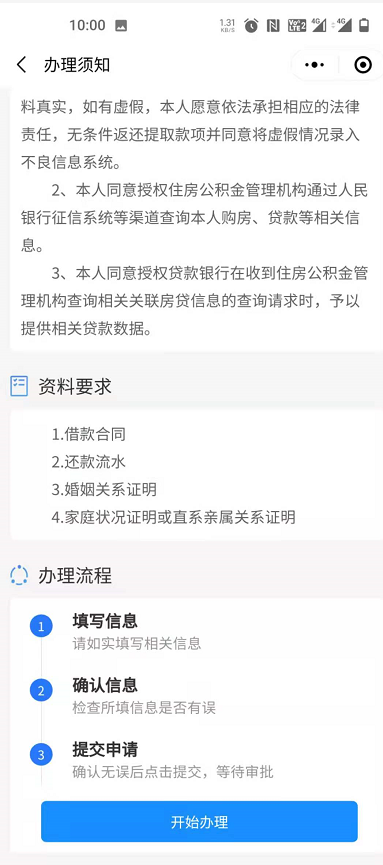 10:00
1.31
KB/S
VoLTE 2
4G
4G
办理须知
料真实，如有虚假，本人愿意依法承担相应的法律
责任，无条件返还提取款项并同意将虚假情况录入
不良信息系统。
2、本人同意授权住房公积金管理机构通过人民
银行征信系统等渠道查询本人购房、贷款等相关信
息。
3、本人同意授权贷款银行在收到住房公积金管
理机构查询相关关联房贷信息的查询请求时，予以
提供相关贷款数据。
资料要求
1.借款合同
2.还款流水
3.婚姻关系证明
4.家庭状况证明或直系亲属关系证明
办理流程
1 填写信息
请如实填写相关信息
2 确认信息
检查所填信息是否有误
3 提交申请
确认无误后点击提交，等待审批
开始办理